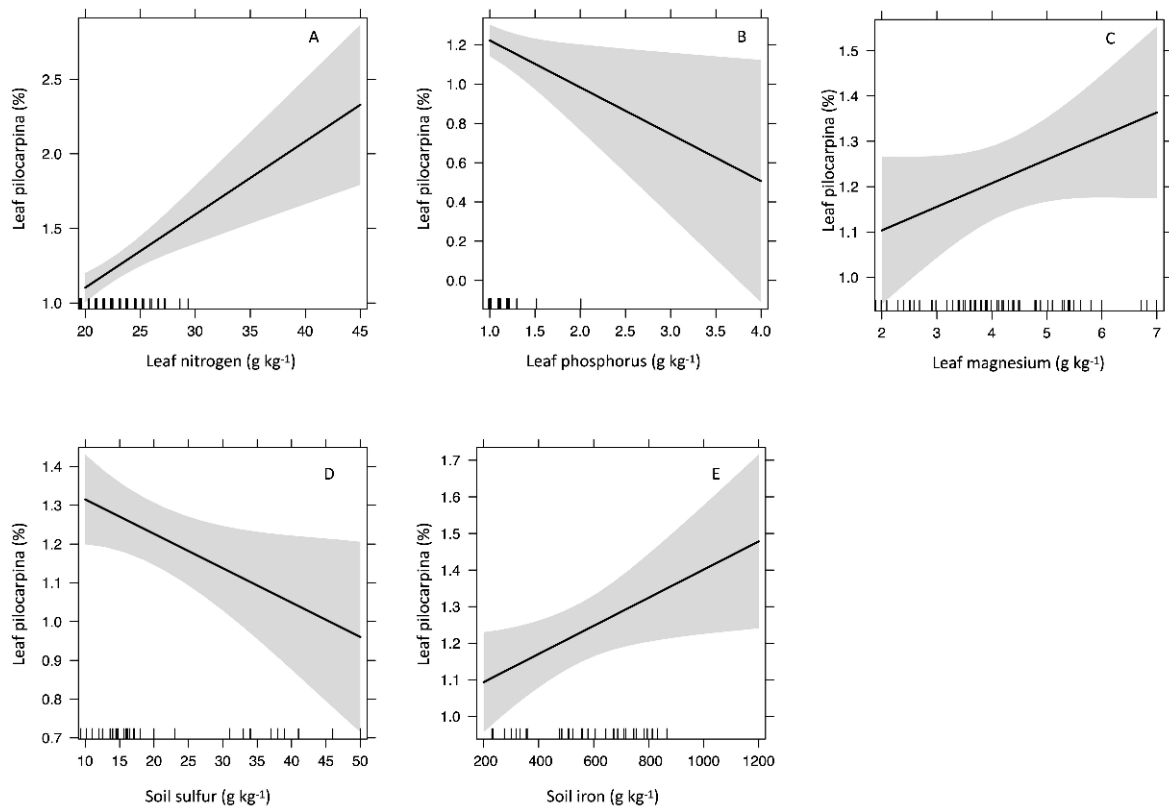 A
Leaf pilocarpina (%)
2.5
2.0
1.5
1.0
20 25 30 35 40 45
Leaf nitrogen (g kg-1)
B
Leaf pilocarpina (%)
1.2
1.0
0.8
0.6
0.4
0.2
0.0
1.0 1.5 2.0 2.5 3.0 3.5 4.0
Leaf phosphorus (g kg-1)
C
Leaf pilocarpina (%)
1.5
1.4
1.3
1.2
1.1
1.0
2 3 4 5 6 7
Leaf magnesium (g kg-1)
D
Leaf pilocarpina (%)
1.4
1.3
1.2
1.1
1.0
0.9
0.8
0.7
10 15 20 25 30 35 40 45 50
Soil sulfur (g kg-1)
E
Leaf pilocarpina (%)
1.7
1.6
1.5
1.4
1.3
1.2
1.1
1.0
200 400 600 800 1000 1200
Soil iron (g kg-1)